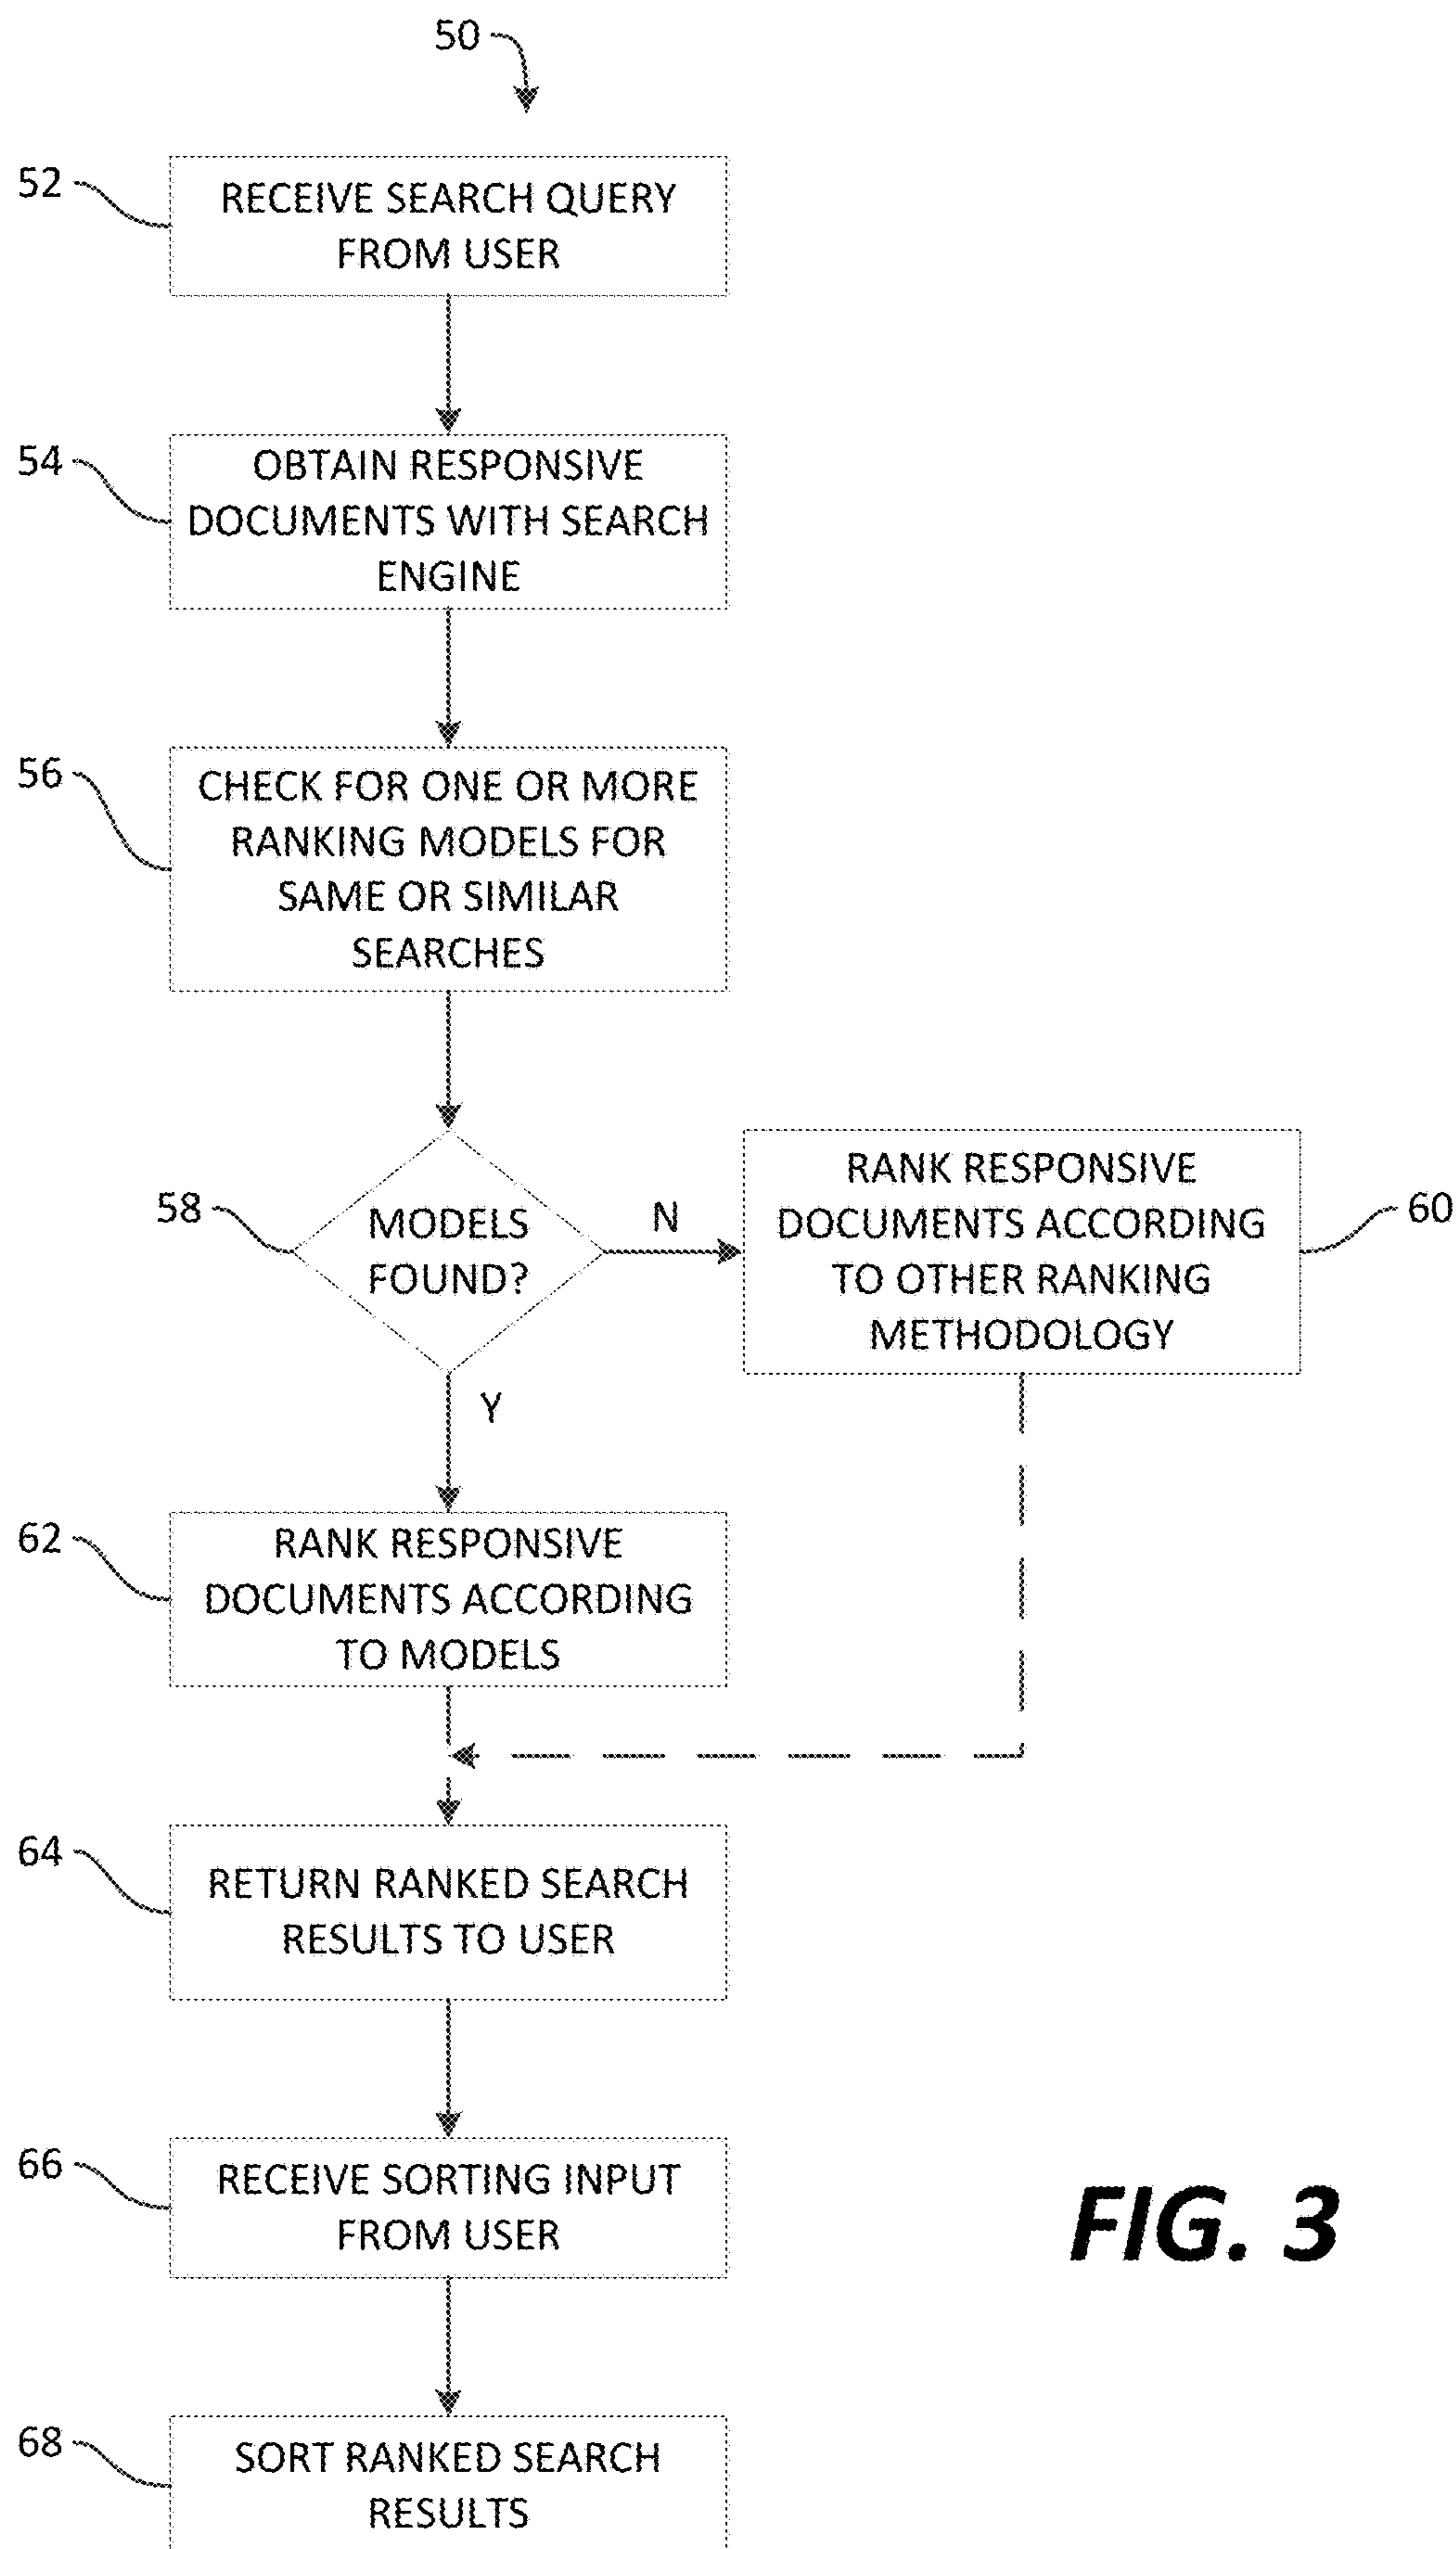 50
52
RECEIVE SEARCH QUERY
FROM USER
54
OBTAIN RESPONSIVE
DOCUMENTS WITH SEARCH
ENGINE
56
CHECK FOR ONE OR MORE
RANKING MODELS FOR
SAME OR SIMILAR
SEARCHES
58
MODELS
FOUND?
N
Y
RANK RESPONSIVE
DOCUMENTS ACCORDING
TO OTHER RANKING
METHODOLOGY
60
62
RANK RESPONSIVE
DOCUMENTS ACCORDING
TO MODELS
64
RETURN RANKED SEARCH
RESULTS TO USER
66
RECEIVE SORTING INPUT
FROM USER
68
SORT RANKED SEARCH
RESULTS
FIG. 3